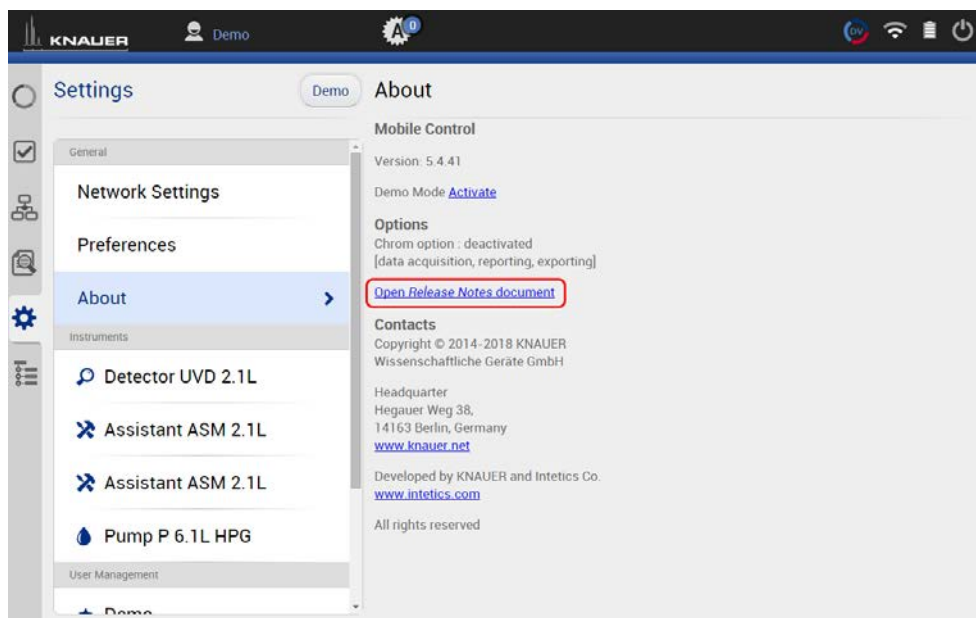 KNAUER
Demo
A
0
DV
Settings
Demo
General
Network Settings
Preferences
About
Instruments
Detector UVD 2.1L
Assistant ASM 2.1L
Assistant ASM 2.1L
Pump P 6.1L HPG
User Management
Demo
About
Mobile Control
Version: 5.4.41
Demo Mode Activate
Options
Chrom option : deactivated
[data acquisition, reporting, exporting]
Open Release Notes document
Contacts
Copyright © 2014-2018 KNAUER
Wissenschaftliche Geräte GmbH
Headquarter
Hegauer Weg 38,
14163 Berlin, Germany
www.knauer.net
Developed by KNAUER and Intetics Co.
www.intetics.com
All rights reserved